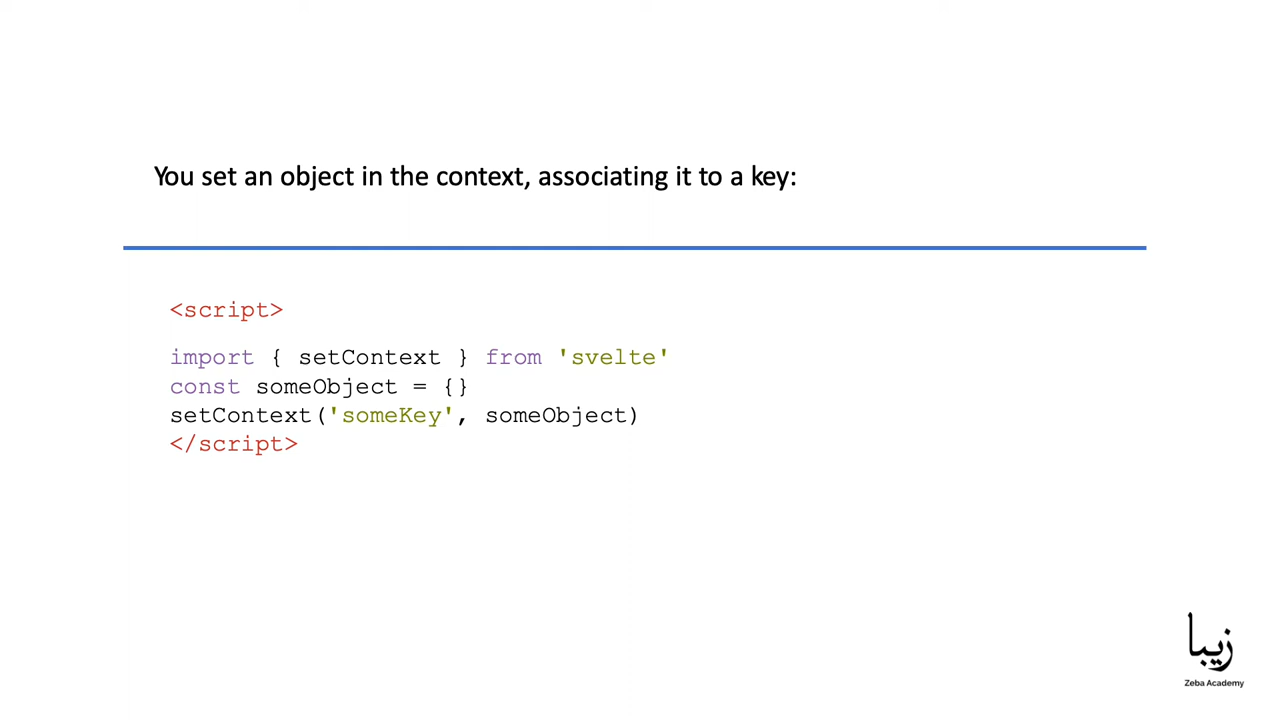 You set an object in the context, associating it to a key:
<script>
import { setContext } from 'svelte'
const someObject = {}
setContext('someKey', someObject)
</script>
زيبا
Zeba Academy